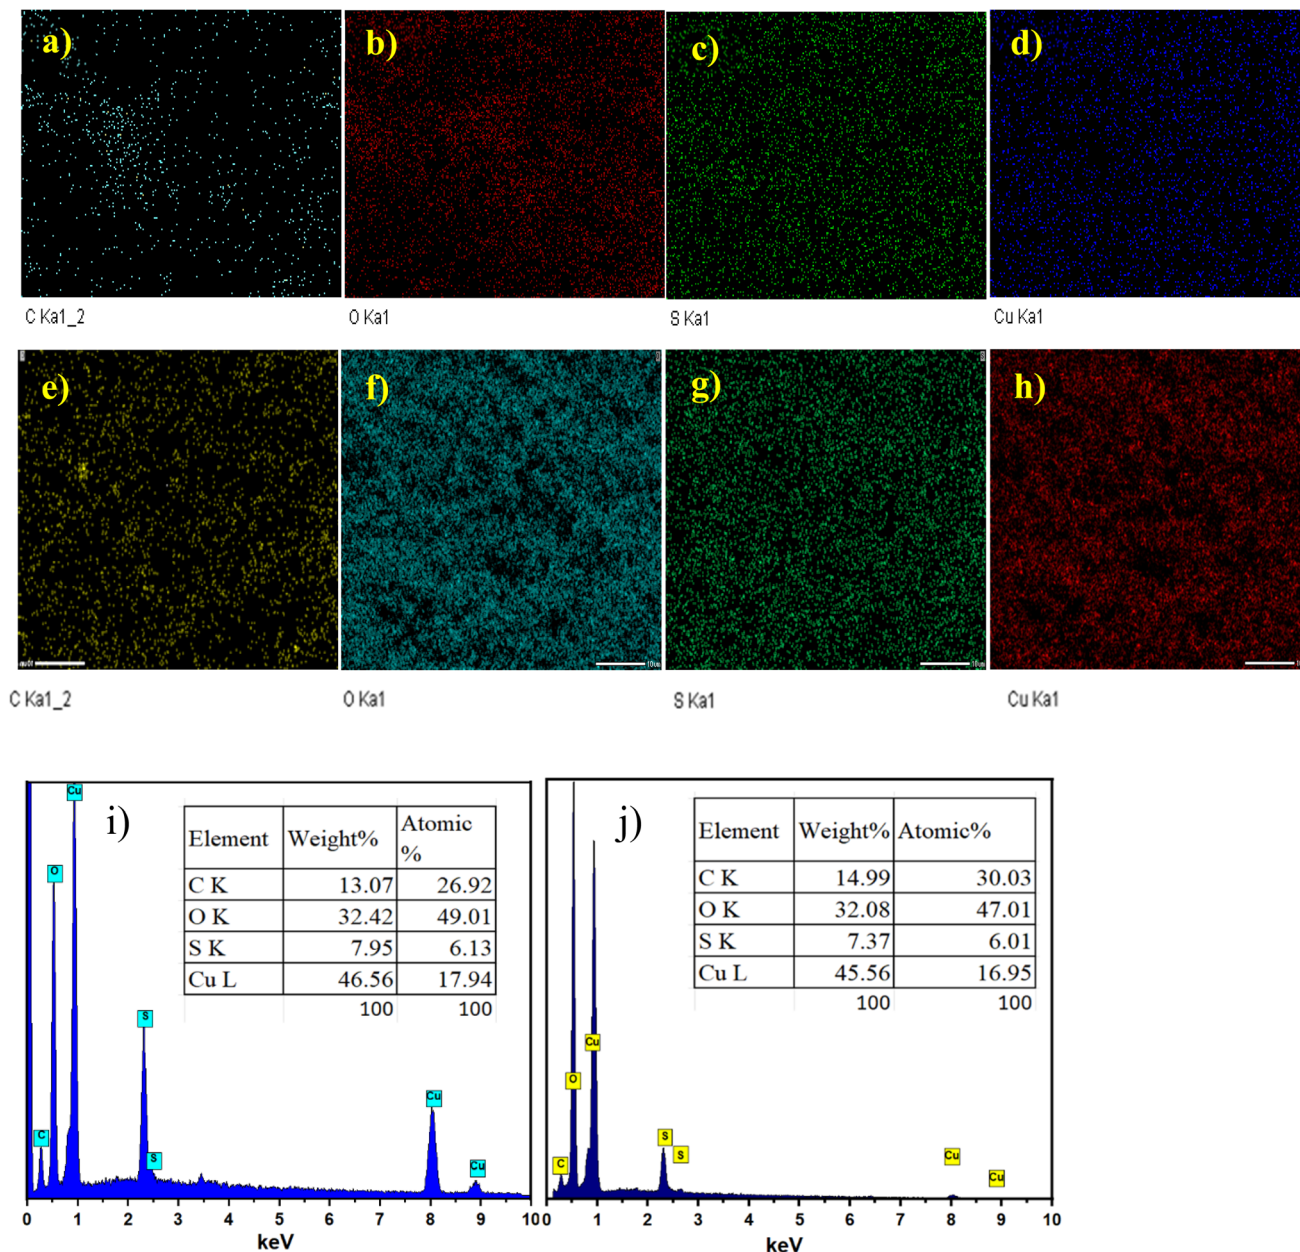 a) b) c) d)
C Ka1_2 O Ka1 S Ka1 Cu Ka1
e) f) g) h)
10µm 10µm
C Ka1_2 O Ka1 S Ka1 Cu Ka1
i)
Element Weight% Atomic
%
C K 13.07 26.92
O K 32.42 49.01
S K 7.95 6.13
Cu L 46.56 17.94
100 100
Cu
O
S
Cu
C
S
Cu
0 1 2 3 4 5 6 7 8 9 10
keV
j)
Element Weight% Atomic%
C K 14.99 30.03
O K 32.08 47.01
S K 7.37 6.01
Cu L 45.56 16.95
100 100
Cu
O
S
C
S
Cu
Cu
0 1 2 3 4 5 6 7 8 9 10
keV